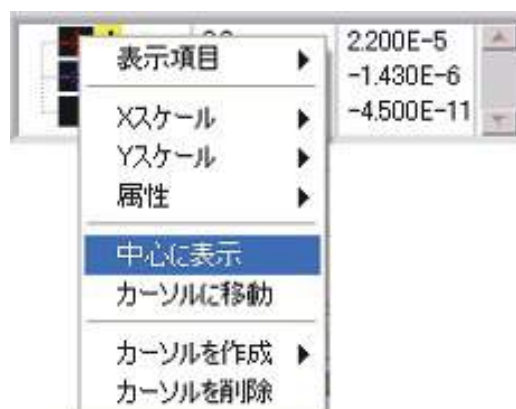 2.200E-5
表示項目
-1.430E-6
-4.500E-11
Xスケール
Yスケール
属性
中心に表示
カーソルに移動
カーソルを作成
カーソルを削除